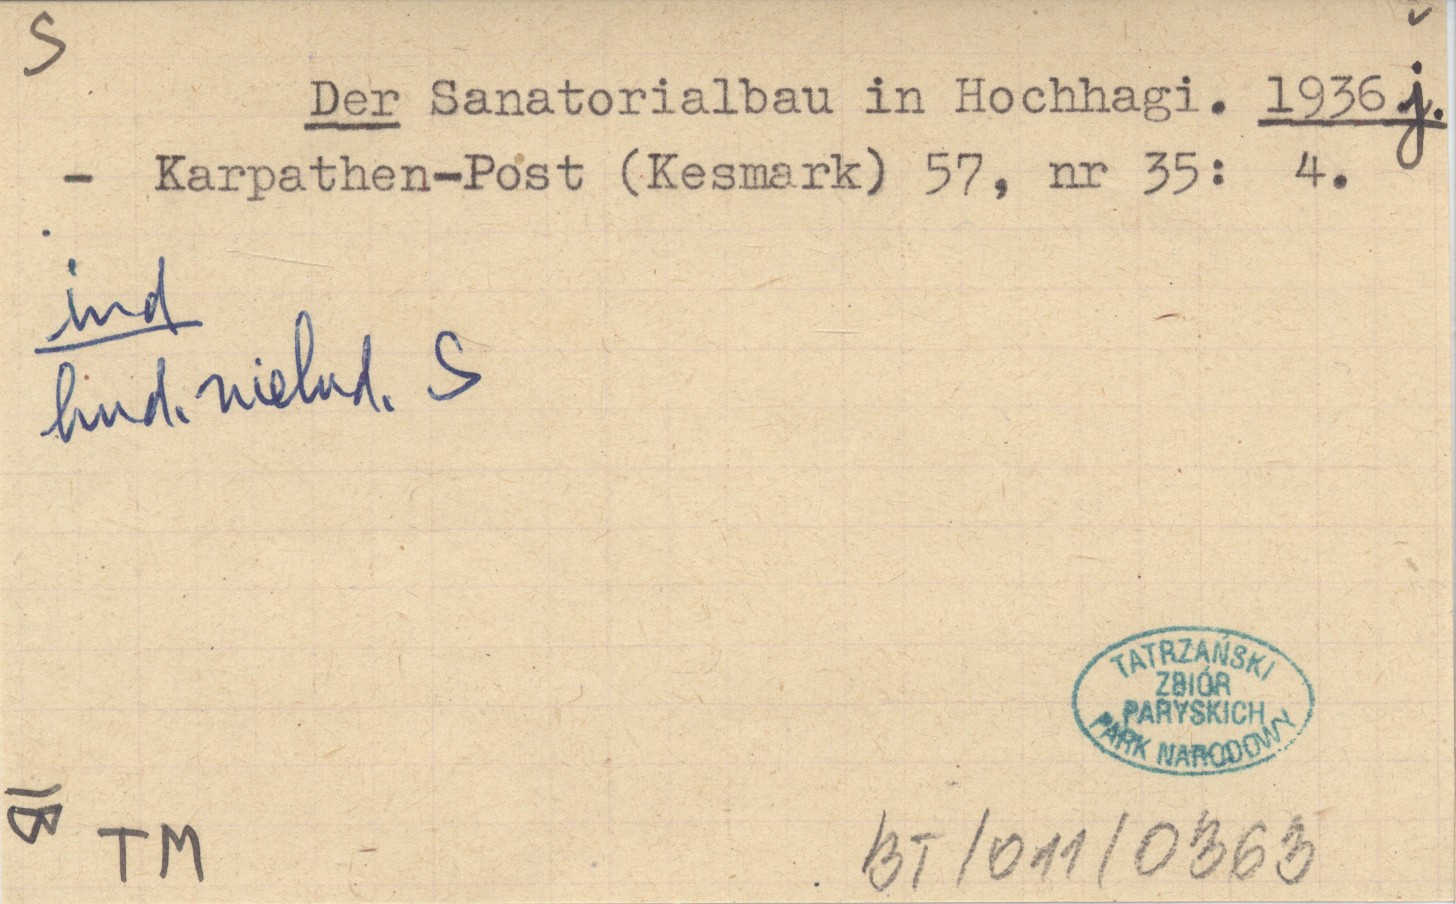 S
Der Sanatorialbau in Hochhagi. 1936 j.
- Karpathen-Post (Kesmark) 57, nr 35: 4.
ind
bud. nielud. S
TATRZAŃSKI
ZBIÓR
PARYSKICH
PARK NARODOWY
TM
BT/011/0363